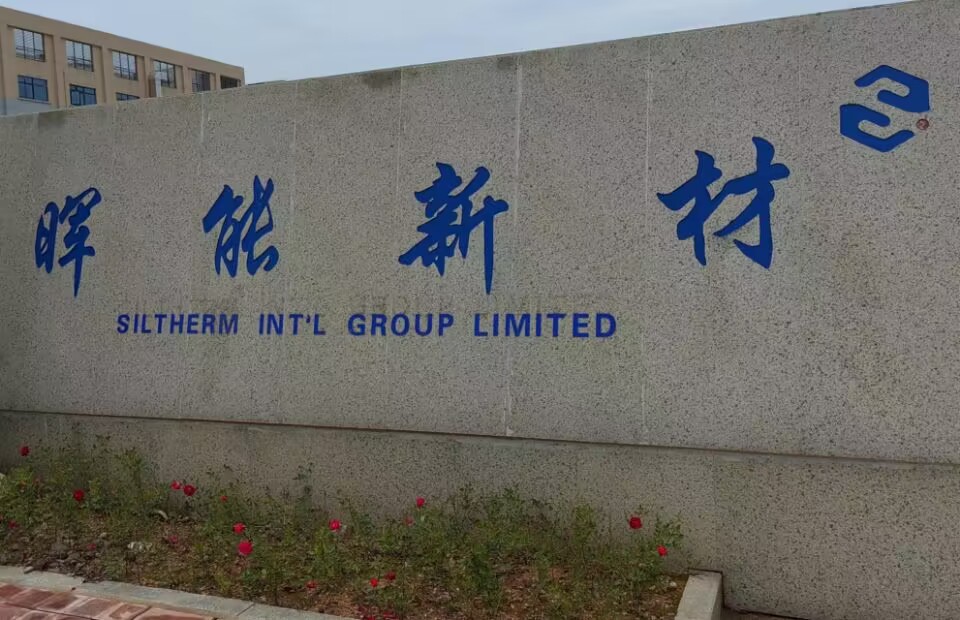 晖能新材
SILTHERM INT'L GROUP LIMITED